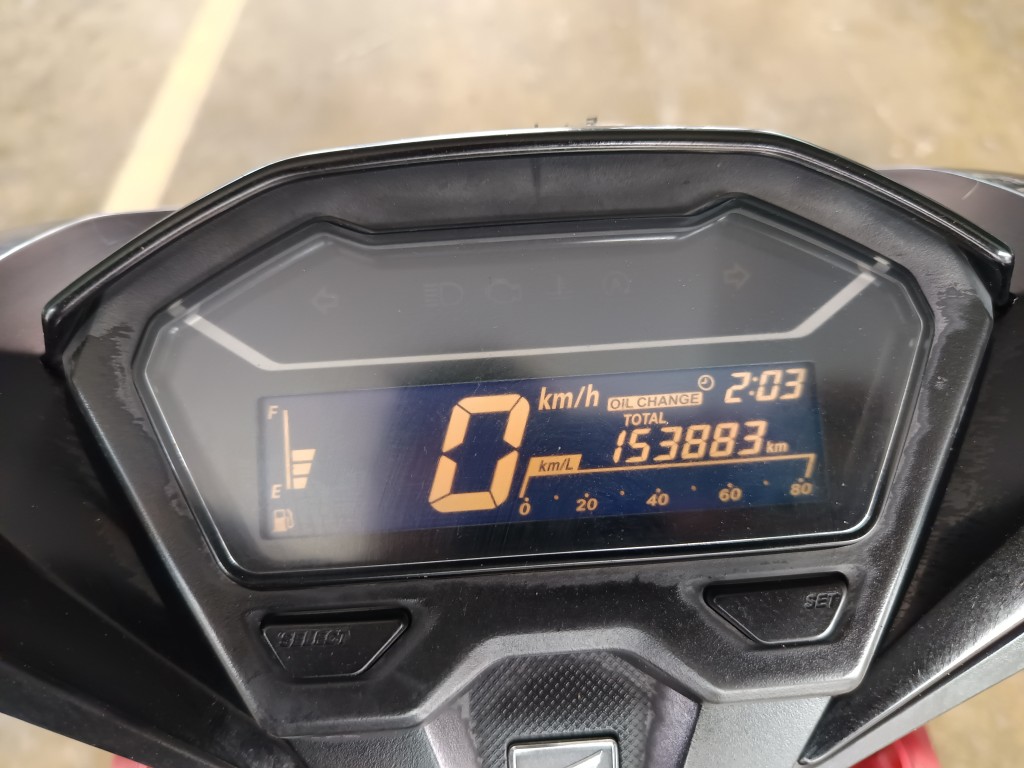 km/h
OIL CHANGE
2:03
TOTAL
153883 km
F
E
0
km/L
0 20 40 60 80
SELECT
SET